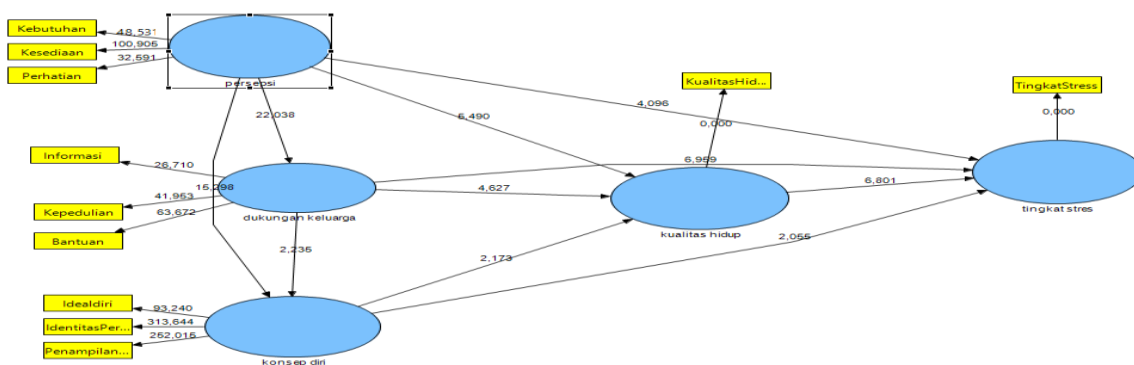 Kebutuhan
48,531
Kesediaan
100,905
Perhatian
32,591
persepsi
KualitasHid...
TingkatStress
4,096
22,038
0,000
0,000
Informasi
26,710
6,959
15,298
4,627
6,801
Kepedulian
41,953
63,672
dukungan keluarga
tingkat stres
Bantuan
kualitas hidup
2,235
2,173
2,055
Idealdiri
93,240
IdentitasPer...
313,644
252,015
Penampilan...
konsep diri